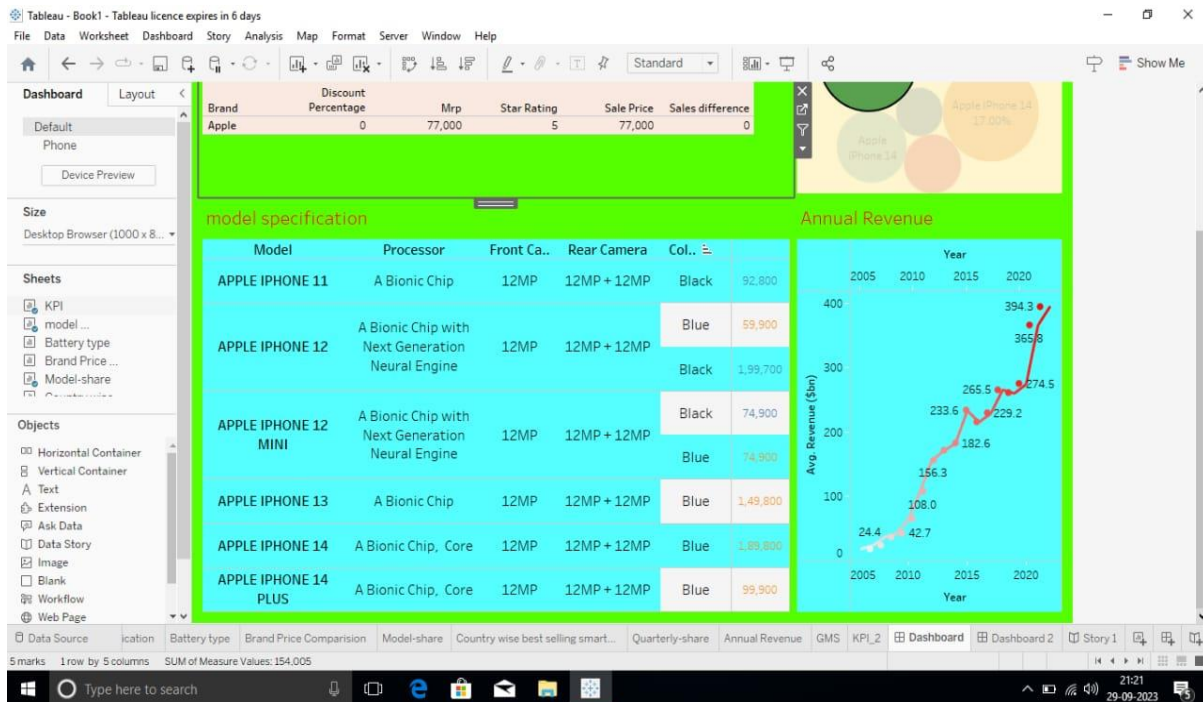 Tableau - Book1 - Tableau licence expires in 6 days
File Data Worksheet Dashboard Story Analysis Map Format Server Window Help
Standard
Show Me
Dashboard Layout
Default
Phone
Device Preview
Size
Desktop Browser (1000 x 8...
Sheets
KPI
model ...
Battery type
Brand Price ...
Model-share
Objects
Horizontal Container
Vertical Container
Text
Extension
Ask Data
Data Story
Image
Blank
Workflow
Web Page
Brand Discount Percentage Mrp Star Rating Sale Price Sales difference
Apple 0 77,000 5 77,000 0
Apple iPhone 14
17.00%
Apple
iPhone 14
model specification
Model Processor Front Ca.. Rear Camera Col..
APPLE IPHONE 11 A Bionic Chip 12MP 12MP + 12MP Black 92,800
APPLE IPHONE 12 A Bionic Chip with Next Generation Neural Engine 12MP 12MP + 12MP Blue 59,900
Black 1,99,700
APPLE IPHONE 12 MINI A Bionic Chip with Next Generation Neural Engine 12MP 12MP + 12MP Black 74,900
Blue 74,900
APPLE IPHONE 13 A Bionic Chip 12MP 12MP + 12MP Blue 1,49,800
APPLE IPHONE 14 A Bionic Chip, Core 12MP 12MP + 12MP Blue 1,89,800
APPLE IPHONE 14 PLUS A Bionic Chip, Core 12MP 12MP + 12MP Blue 99,900
Annual Revenue
Year
2005 2010 2015 2020
400
394.3
365.8
300
265.5 274.5
233.6 229.2
200
182.6
156.3
100
108.0
24.4 42.7
0
Avg. Revenue ($bn)
2005 2010 2015 2020
Year
Data Source ication Battery type Brand Price Comparision Model-share Country wise best selling smart... Quarterly-share Annual Revenue GMS KPI_2 Dashboard Dashboard 2 Story 1
5 marks 1 row by 5 columns SUM of Measure Values: 154,005
Type here to search
21:21
29-09-2023
5